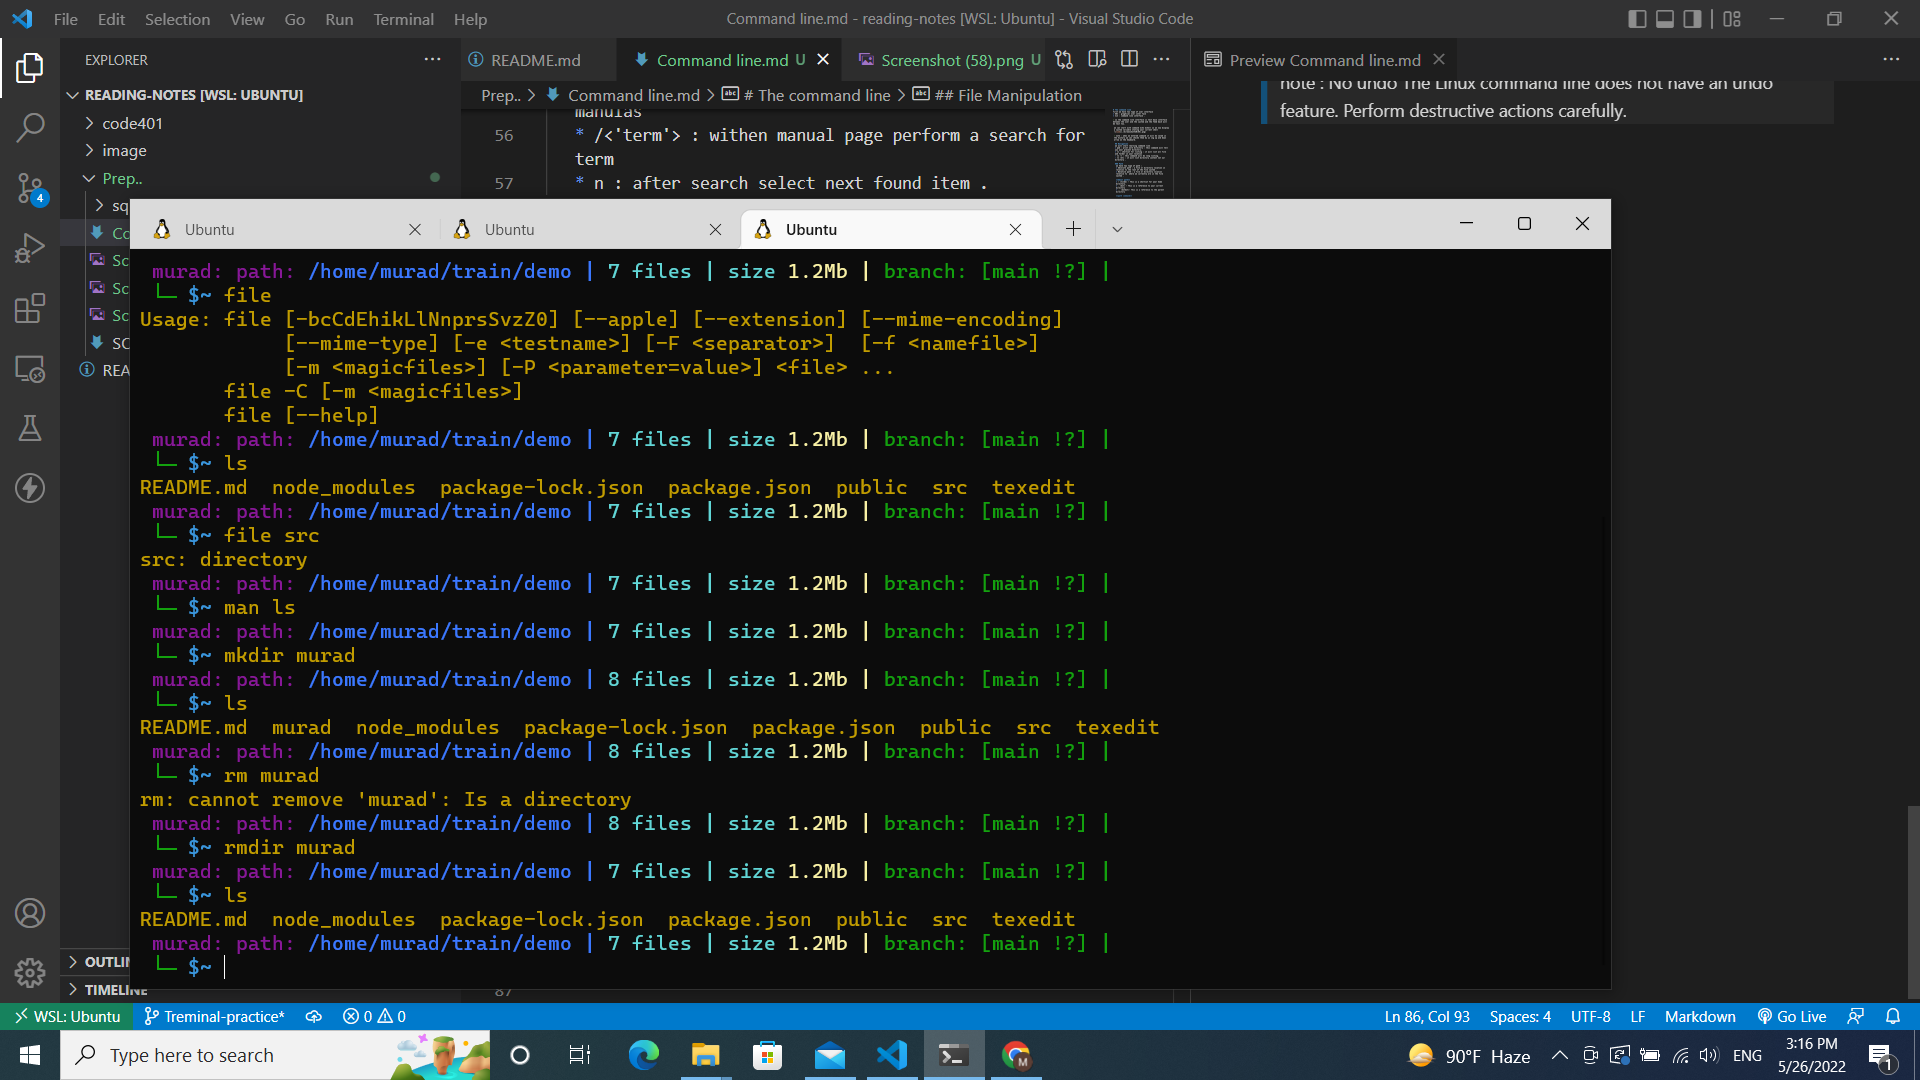 File Edit Selection View Go Run Terminal Help
Command line.md - reading-notes [WSL: Ubuntu] - Visual Studio Code
EXPLORER
README.md
Command line.md U
Screenshot (58).png U
Preview Command line.md
READING-NOTES [WSL: UBUNTU]
Prep.. > Command line.md > # The command line > ## File Manipulation
note : No undo The Linux command line does not have an undo
feature. Perform destructive actions carefully.
code401
image
Prep..
sq
Co
Sc
Sc
Sc
SC
REA
manulas
56 * /<'term'> : withen manual page perform a search for
term
57 * n : after search select next found item .
4
Ubuntu
Ubuntu
Ubuntu
murad: path: /home/murad/train/demo | 7 files | size 1.2Mb | branch: [main !?] |
└─ $~ file
Usage: file [-bcCdEhikLlNnprsSvzZ0] [--apple] [--extension] [--mime-encoding]
[--mime-type] [-e <testname>] [-F <separator>]  [-f <namefile>]
[-m <magicfiles>] [-P <parameter=value>] <file> ...
file -C [-m <magicfiles>]
file [--help]
murad: path: /home/murad/train/demo | 7 files | size 1.2Mb | branch: [main !?] |
└─ $~ ls
README.md  node_modules  package-lock.json  package.json  public  src  texedit
murad: path: /home/murad/train/demo | 7 files | size 1.2Mb | branch: [main !?] |
└─ $~ file src
src: directory
murad: path: /home/murad/train/demo | 7 files | size 1.2Mb | branch: [main !?] |
└─ $~ man ls
murad: path: /home/murad/train/demo | 7 files | size 1.2Mb | branch: [main !?] |
└─ $~ mkdir murad
murad: path: /home/murad/train/demo | 8 files | size 1.2Mb | branch: [main !?] |
└─ $~ ls
README.md  murad  node_modules  package-lock.json  package.json  public  src  texedit
murad: path: /home/murad/train/demo | 8 files | size 1.2Mb | branch: [main !?] |
└─ $~ rm murad
rm: cannot remove 'murad': Is a directory
murad: path: /home/murad/train/demo | 8 files | size 1.2Mb | branch: [main !?] |
└─ $~ rmdir murad
murad: path: /home/murad/train/demo | 7 files | size 1.2Mb | branch: [main !?] |
└─ $~ ls
README.md  node_modules  package-lock.json  package.json  public  src  texedit
murad: path: /home/murad/train/demo | 7 files | size 1.2Mb | branch: [main !?] |
└─ $~
OUTLIN
TIMELINE
87
WSL: Ubuntu Treminal-practice* 0 0
Ln 86, Col 93 Spaces: 4 UTF-8 LF Markdown Go Live
Type here to search
90°F Haze
ENG
3:16 PM
5/26/2022
1